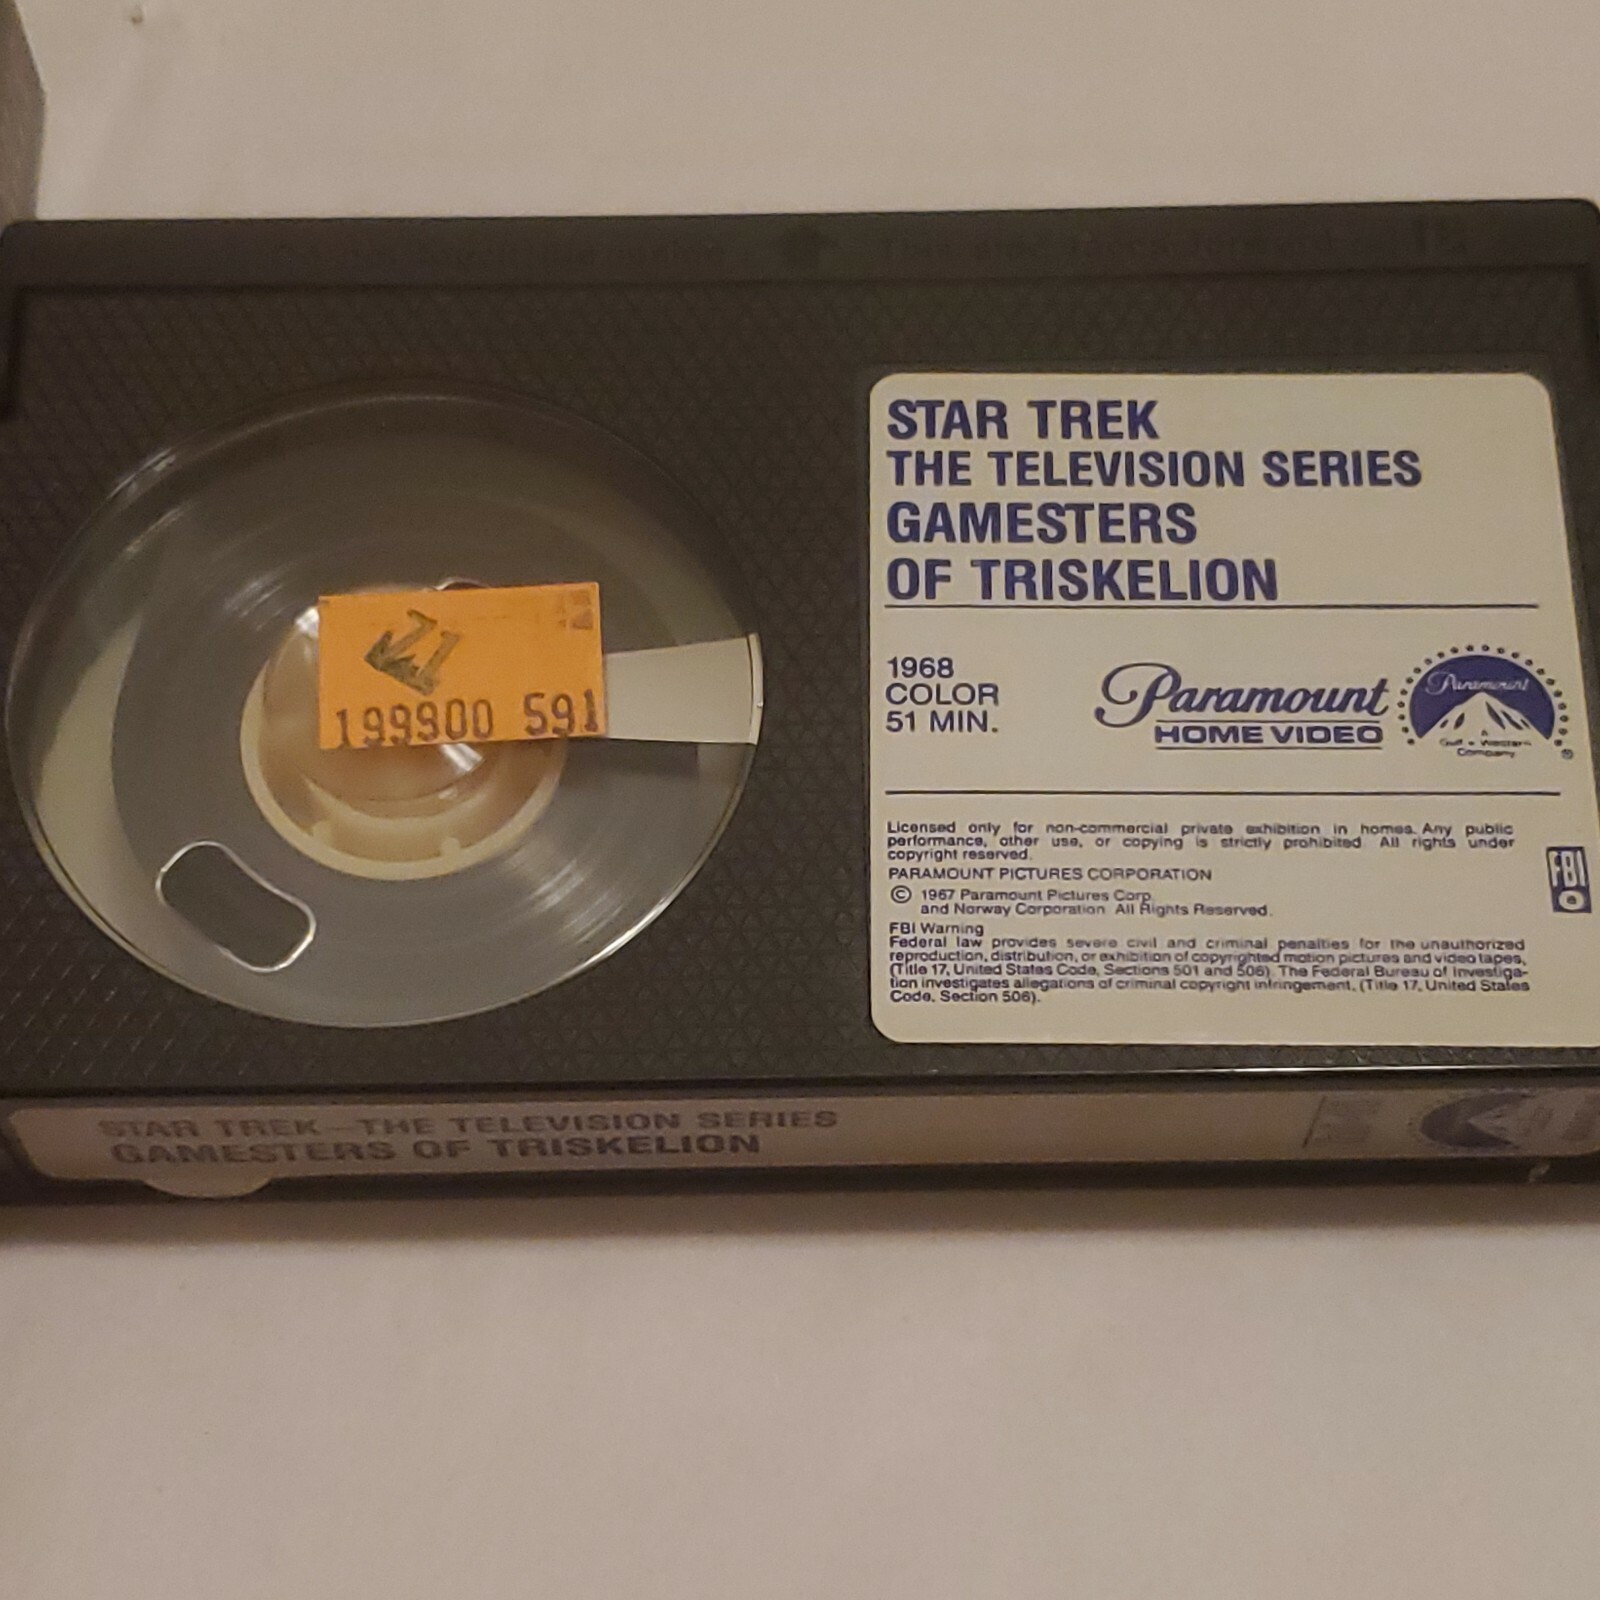 STAR TREK
THE TELEVISION SERIES
GAMESTERS
OF TRISKELION
1968
COLOR
51 MIN.
Paramount
HOME VIDEO
Paramount
A
Gulf + Western
Company
®
Licensed only for non-commercial private exhibition in homes. Any public
performance, other use, or copying is strictly prohibited. All rights under
copyright reserved.
PARAMOUNT PICTURES CORPORATION
© 1967 Paramount Pictures Corp.
and Norway Corporation. All Rights Reserved.
FBI
FBI Warning
Federal law provides severe civil and criminal penalties for the unauthorized
reproduction, distribution, or exhibition of copyrighted motion pictures and video tapes,
(Title 17, United States Code, Sections 501 and 506). The Federal Bureau of Investiga-
tion investigates allegations of criminal copyright infringement, (Title 17, United States
Code, Section 506).
199900 591
STAR TREK—THE TELEVISION SERIES
GAMESTERS OF TRISKELION